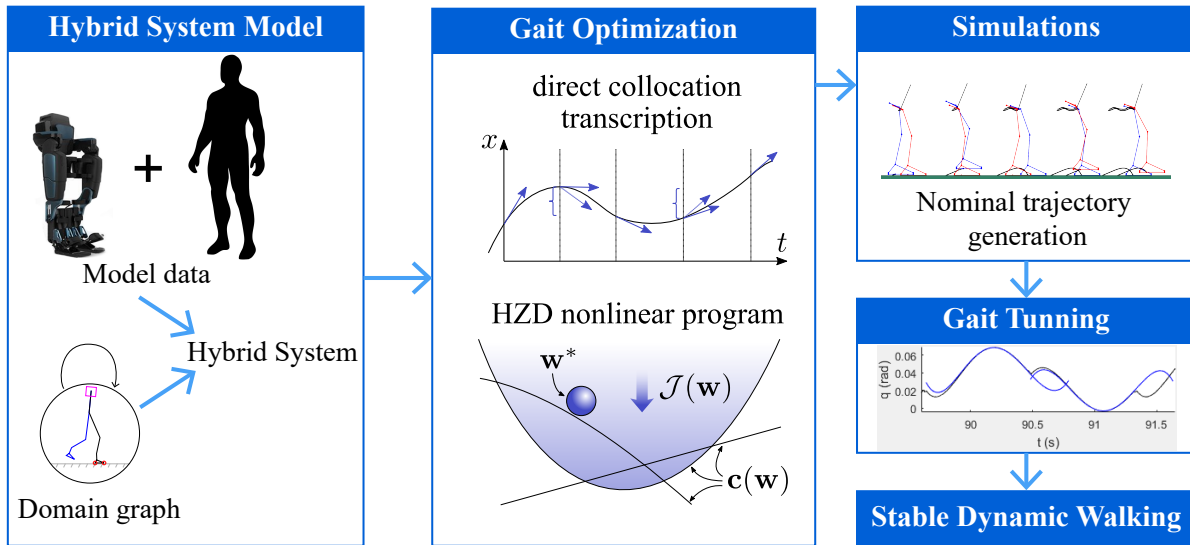 Hybrid System Model
+
Model data
Hybrid System
Domain graph
Gait Optimization
direct collocation
transcription
x
t
HZD nonlinear program
w*
𝒥(w)
c(w)
Simulations
Nominal trajectory
generation
Gait Tunning
q (rad)
0.06
0.04
0.02
0
90
90.5
91
91.5
t (s)
Stable Dynamic Walking